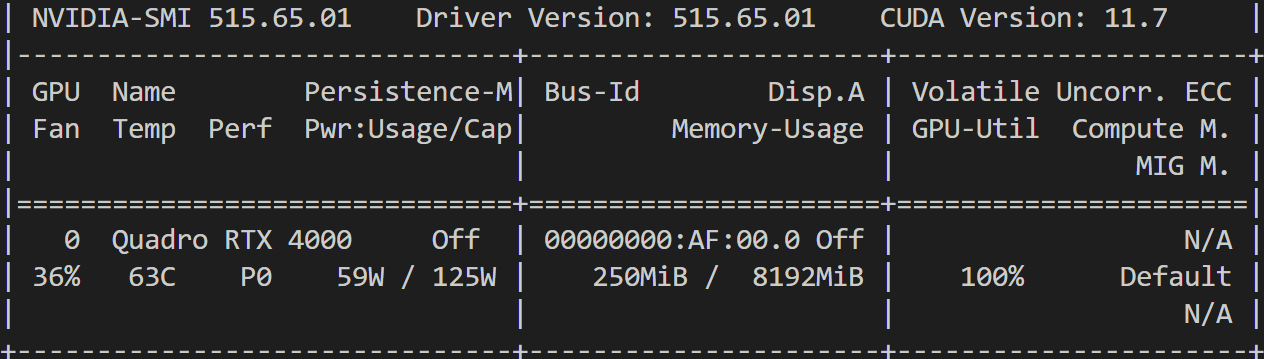 | NVIDIA-SMI 515.65.01    Driver Version: 515.65.01    CUDA Version: 11.7     |
|-------------------------------+----------------------+----------------------+
| GPU  Name        Persistence-M| Bus-Id        Disp.A | Volatile Uncorr. ECC |
| Fan  Temp  Perf  Pwr:Usage/Cap|         Memory-Usage | GPU-Util  Compute M. |
|                               |                      |               MIG M. |
|===============================+======================+======================|
|   0  Quadro RTX 4000     Off  | 00000000:AF:00.0 Off |                  N/A |
| 36%   63C    P0    59W / 125W |    250MiB /  8192MiB |    100%      Default |
|                               |                      |                  N/A |
+-------------------------------+----------------------+----------------------+